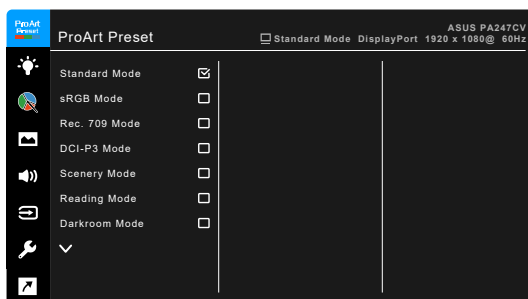 ProArt
Preset
ProArt Preset
ASUS PA247CV
Standard Mode DisplayPort 1920 x 1080@ 60Hz
Standard Mode
sRGB Mode
Rec. 709 Mode
DCI-P3 Mode
Scenery Mode
Reading Mode
Darkroom Mode